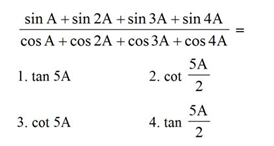 sin A + sin 2A + sin 3A + sin 4A
cos A + cos 2A + cos 3A + cos 4A =
1. tan 5A 2. cot 5A/2
3. cot 5A 4. tan 5A/2